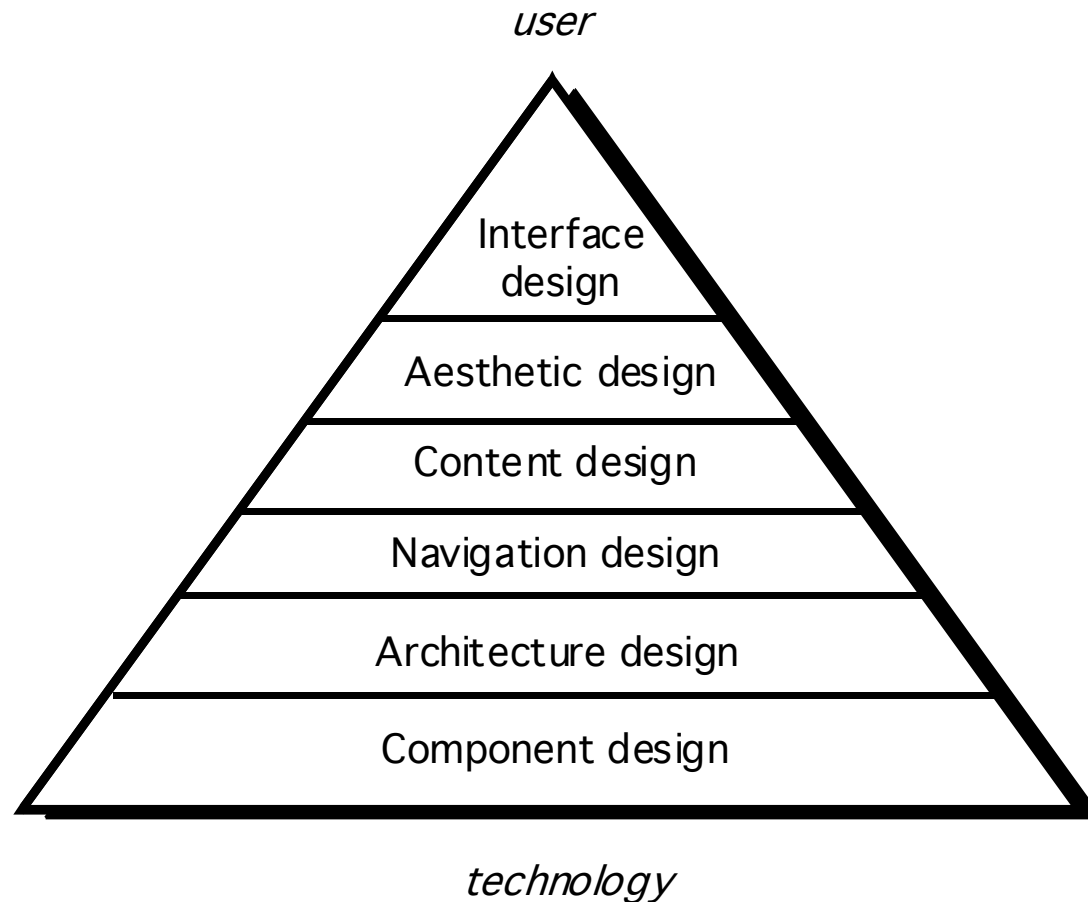 user
Interface
design
Aesthetic design
Content design
Navigation design
Architecture design
Component design
technology